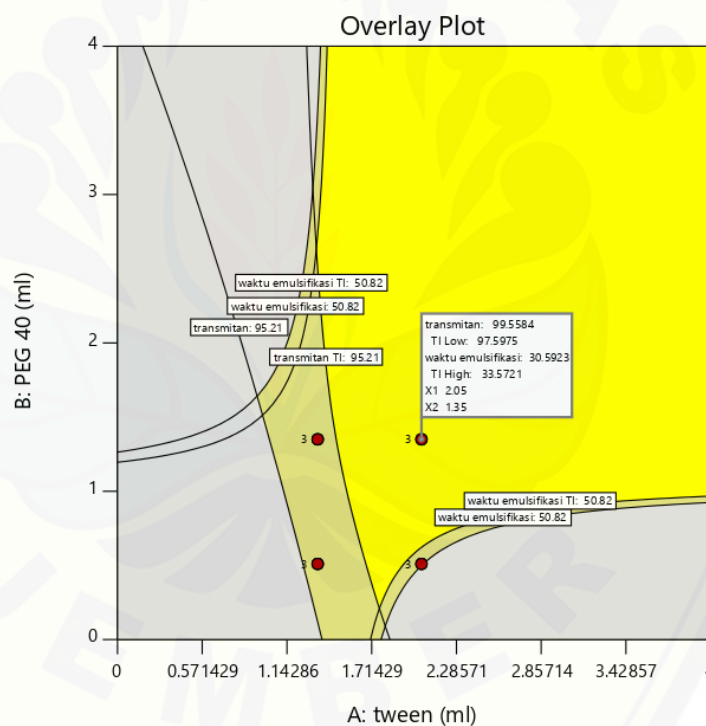 Overlay Plot
4
3
2
1
0
B: PEG 40 (ml)
waktu emulsifikasi TI: 50.82
waktu emulsifikasi: 50.82
transmitan: 95.21
transmitan TI: 95.21
transmitan: 99.5584
TI Low: 97.5975
waktu emulsifikasi: 30.5923
TI High: 33.5721
X1 2.05
X2 1.35
3
3
waktu emulsifikasi TI: 50.82
waktu emulsifikasi: 50.82
3
3
0
0.571429
1.14286
1.71429
2.28571
2.85714
3.42857
A: tween (ml)
AS
JEMBER